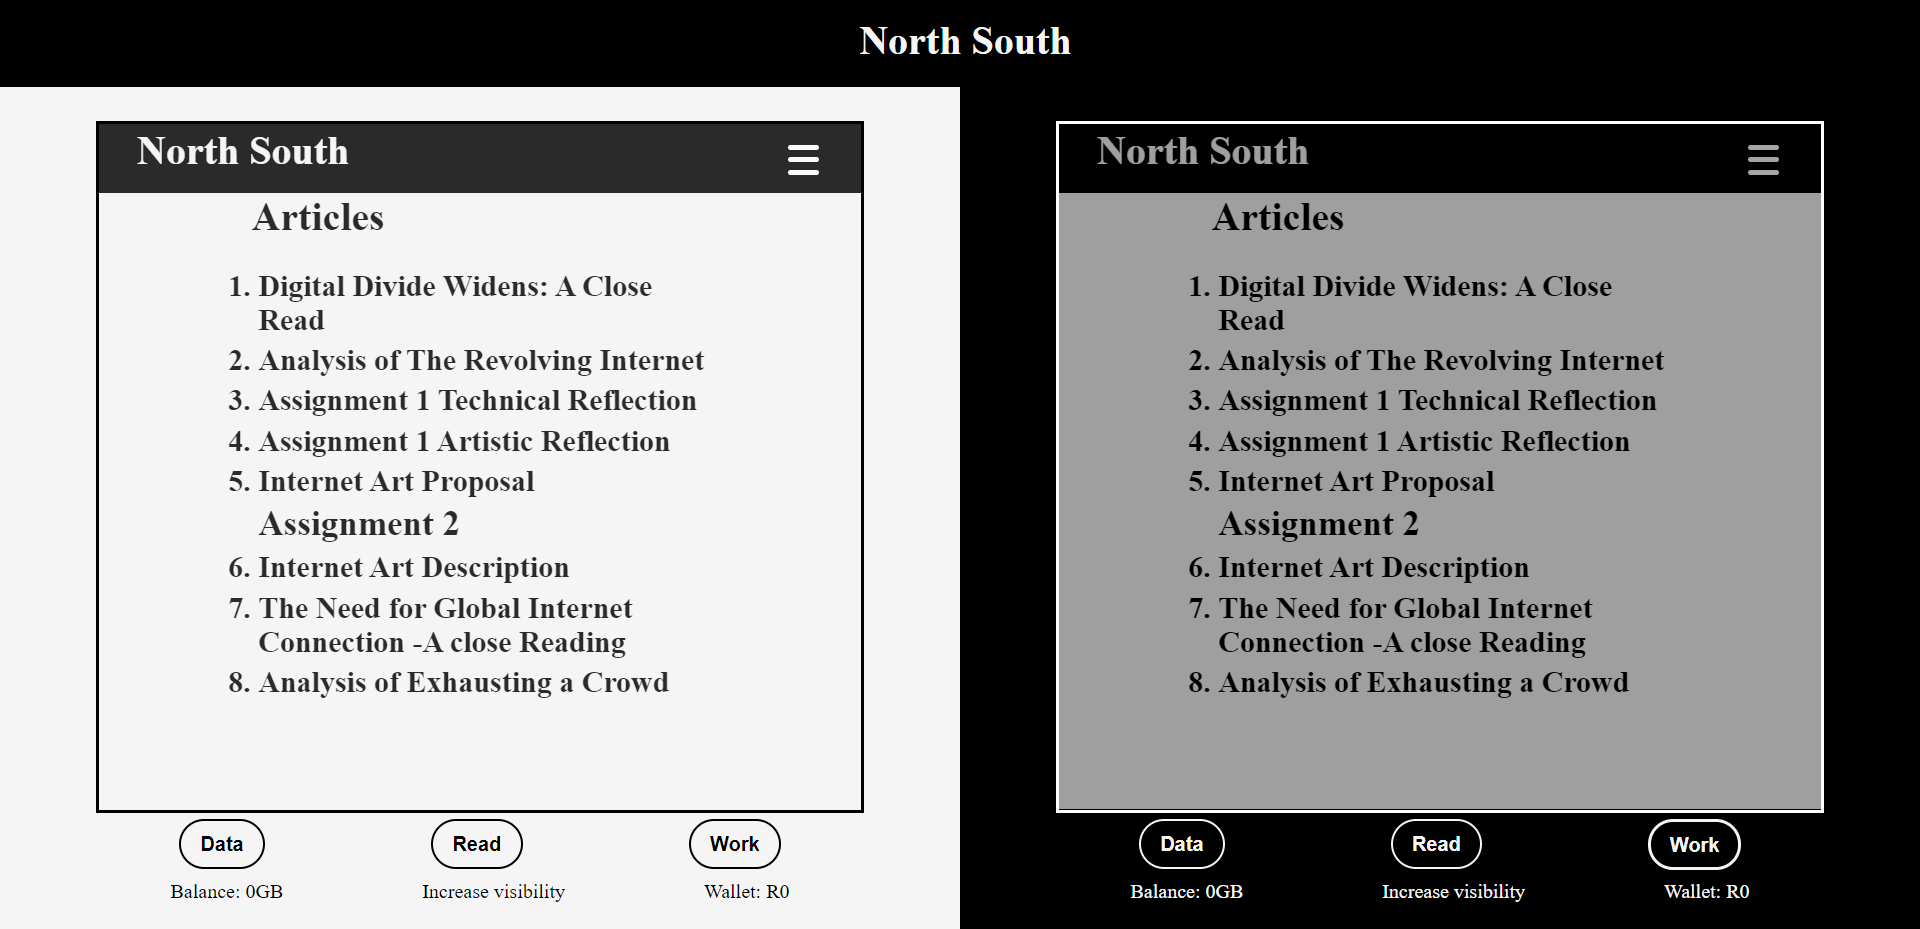 North South
North South
Articles
1. Digital Divide Widens: A Close
Read
2. Analysis of The Revolving Internet
3. Assignment 1 Technical Reflection
4. Assignment 1 Artistic Reflection
5. Internet Art Proposal
Assignment 2
6. Internet Art Description
7. The Need for Global Internet
Connection -A close Reading
8. Analysis of Exhausting a Crowd
Data
Read
Work
Balance: 0GB
Increase visibility
Wallet: R0
North South
Articles
1. Digital Divide Widens: A Close
Read
2. Analysis of The Revolving Internet
3. Assignment 1 Technical Reflection
4. Assignment 1 Artistic Reflection
5. Internet Art Proposal
Assignment 2
6. Internet Art Description
7. The Need for Global Internet
Connection -A close Reading
8. Analysis of Exhausting a Crowd
Data
Read
Work
Balance: 0GB
Increase visibility
Wallet: R0